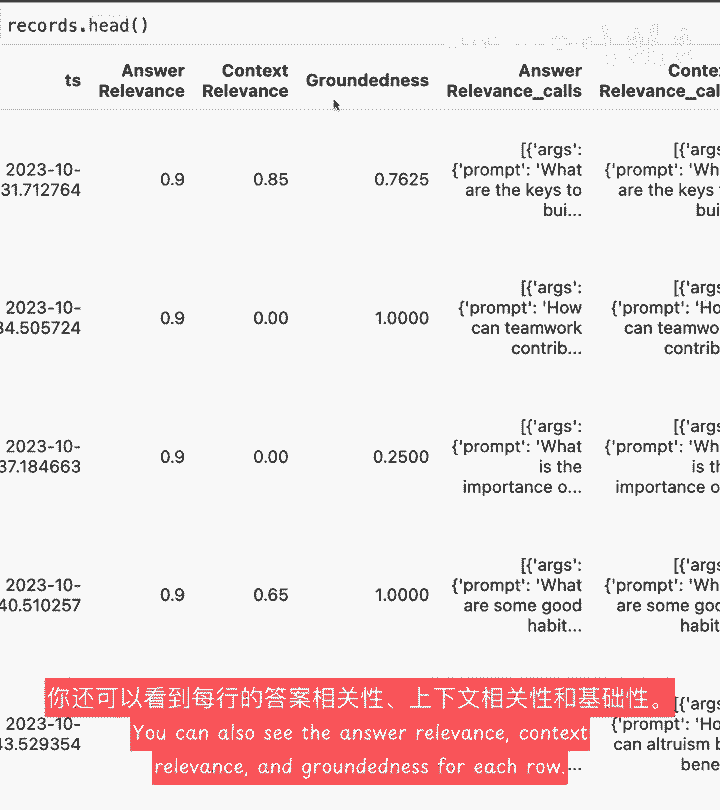 records.head()
ts Answer Relevance Context Relevance Groundedness Answer Relevance_calls Contex Relevance_cal
2023-10- 31.712764 0.9 0.85 0.7625 [{'args': {'prompt': 'What are the keys to bui... [{'args {'prompt': 'Wh are the keys bui
2023-10- 34.505724 0.9 0.00 1.0000 [{'args': {'prompt': 'How can teamwork contrib... [{'args {'prompt': 'Ho can teamwo contrib
2023-10- 37.184663 0.9 0.00 0.2500 [{'args': {'prompt': 'What is the importance o... [{'args {'prompt': 'Wh is th importance o
2023-10- 40.510257 0.9 0.65 1.0000 [{'args': {'prompt': 'What are some good habit... [{'args {'prompt': 'Wh are some go habit
2023-10- 43.529354 [{'args {'prompt': 'Ho can altruism b bene
你还可以看到每行的答案相关性、上下文相关性和基础性。
You can also see the answer relevance, context
relevance, and groundedness for each row.